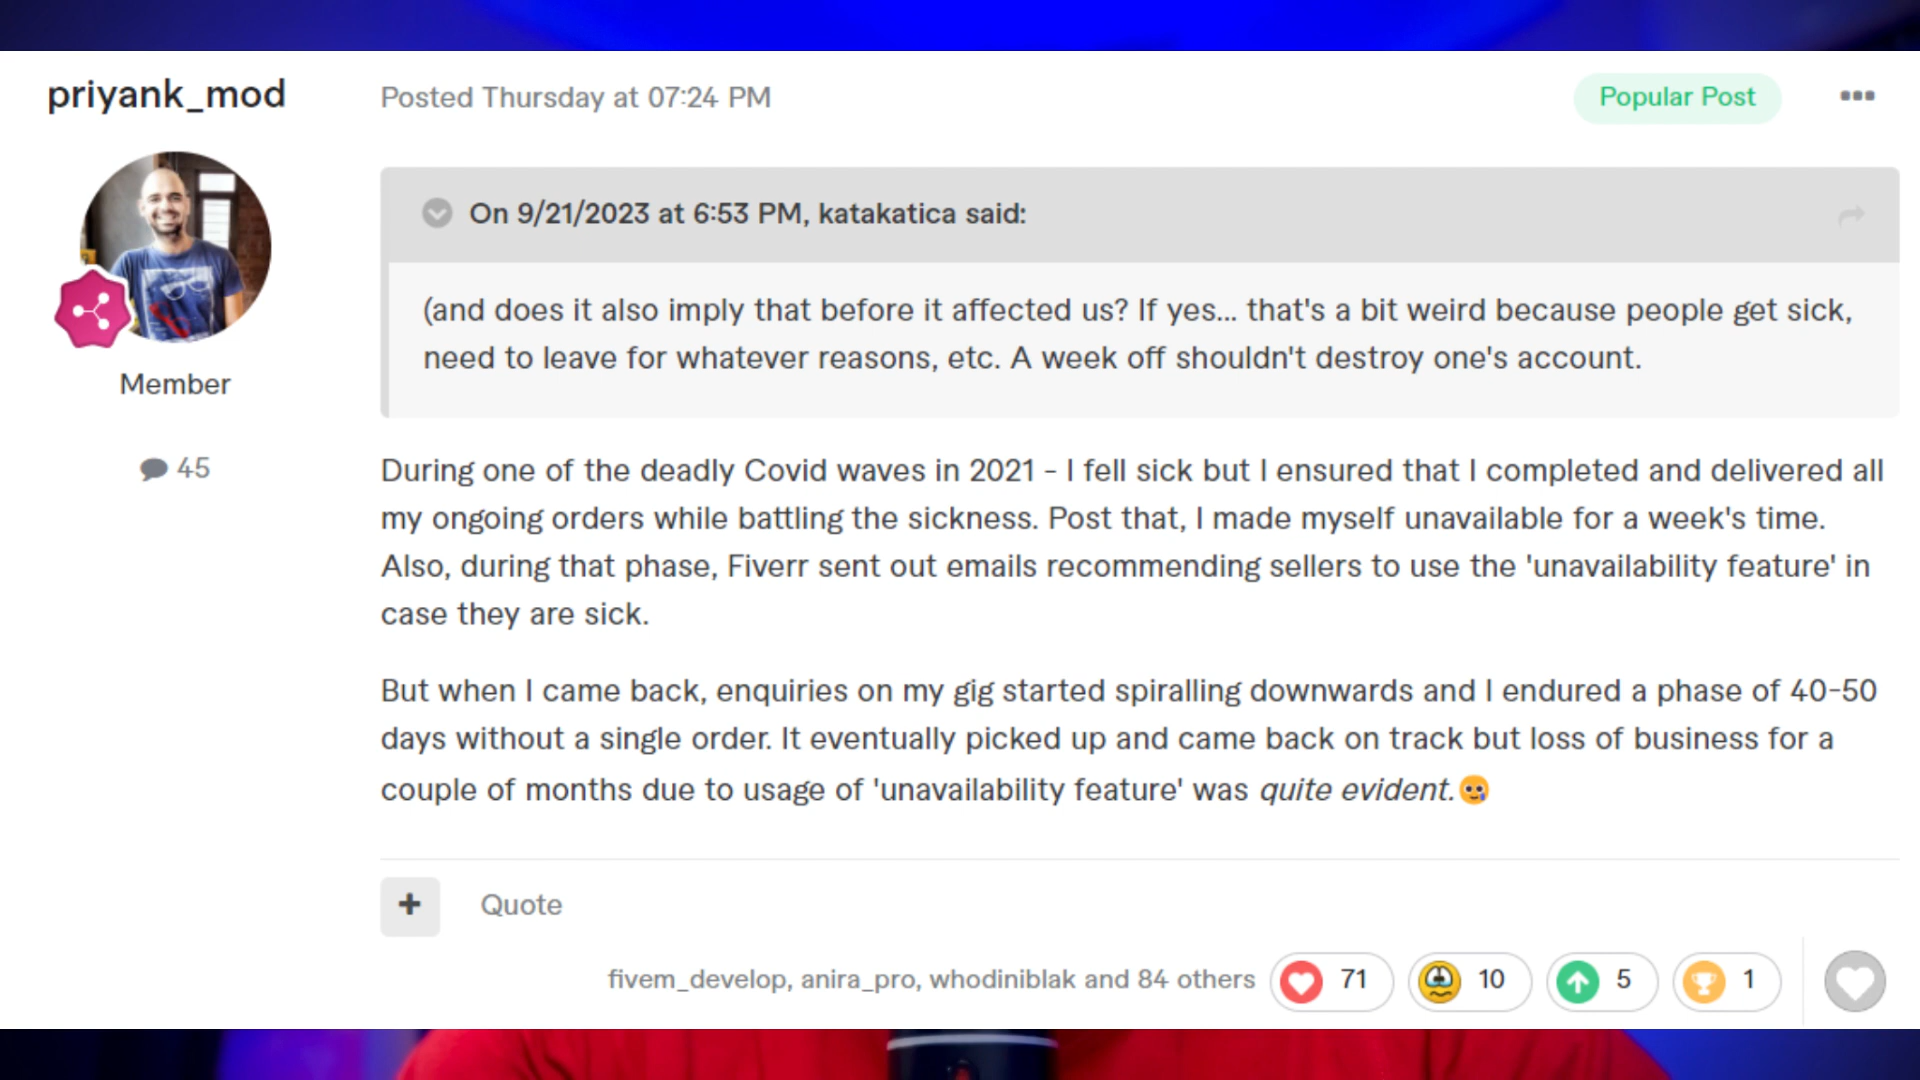 priyank_mod
Posted Thursday at 07:24 PM
Popular Post
On 9/21/2023 at 6:53 PM, katakatica said:
(and does it also imply that before it affected us? If yes... that's a bit weird because people get sick,
need to leave for whatever reasons, etc. A week off shouldn't destroy one's account.
Member
45
During one of the deadly Covid waves in 2021 - I fell sick but I ensured that I completed and delivered all
my ongoing orders while battling the sickness. Post that, I made myself unavailable for a week's time.
Also, during that phase, Fiverr sent out emails recommending sellers to use the 'unavailability feature' in
case they are sick.
But when I came back, enquiries on my gig started spiralling downwards and I endured a phase of 40-50
days without a single order. It eventually picked up and came back on track but loss of business for a
couple of months due to usage of 'unavailability feature' was quite evident.
+ Quote
fivem_develop, anira_pro, whodiniblak and 84 others 71 10 5 1